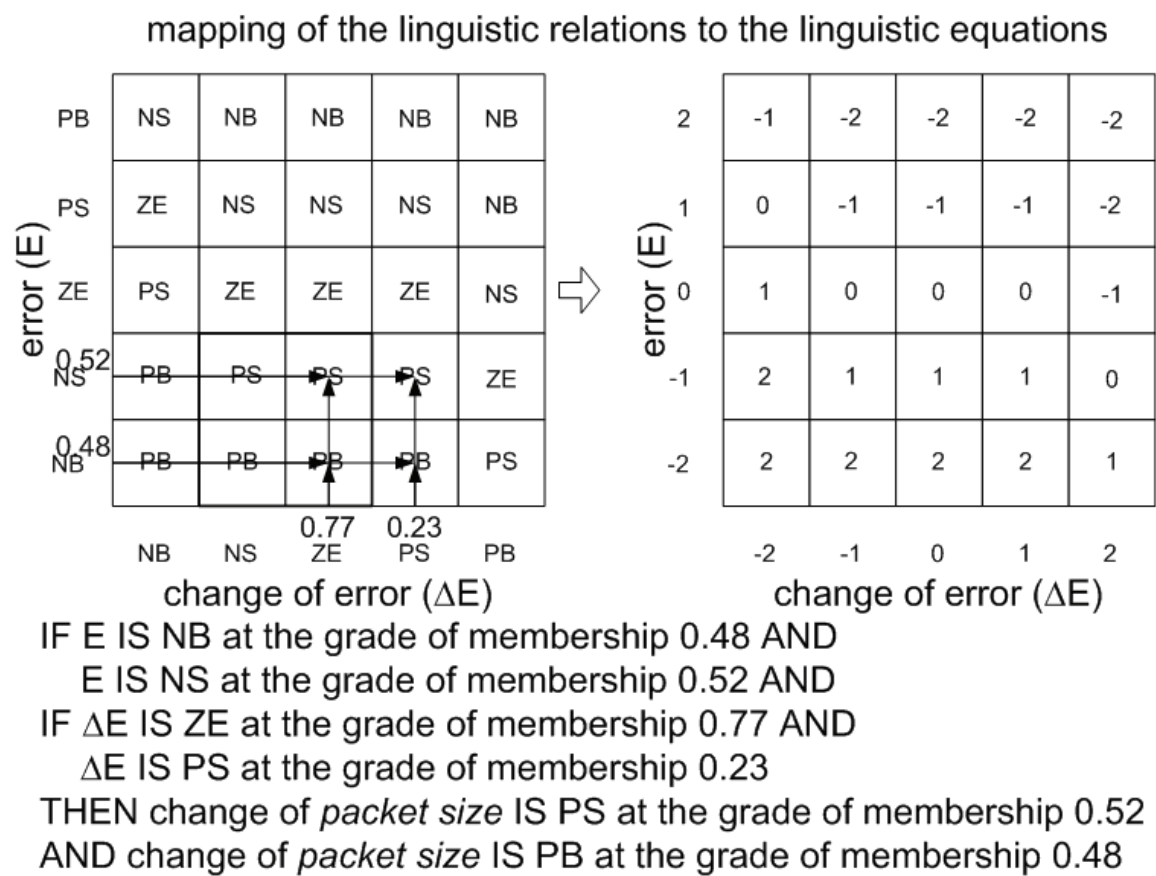 mapping of the linguistic relations to the linguistic equations
PB NS NB NB NB NB
PS ZE NS NS NS NB
ZE PS ZE ZE ZE NS
0.52
NS PB PS PS PS ZE
0.48
NB PB PB PB PB PS
0.77 0.23
NB NS ZE PS PB
error (E)
change of error (ΔE)
2 -1 -2 -2 -2 -2
1 0 -1 -1 -1 -2
0 1 0 0 0 -1
-1 2 1 1 1 0
-2 2 2 2 2 1
-2 -1 0 1 2
error (E)
change of error (ΔE)
IF E IS NB at the grade of membership 0.48 AND
E IS NS at the grade of membership 0.52 AND
IF ΔE IS ZE at the grade of membership 0.77 AND
ΔE IS PS at the grade of membership 0.23
THEN change of packet size IS PS at the grade of membership 0.52
AND change of packet size IS PB at the grade of membership 0.48